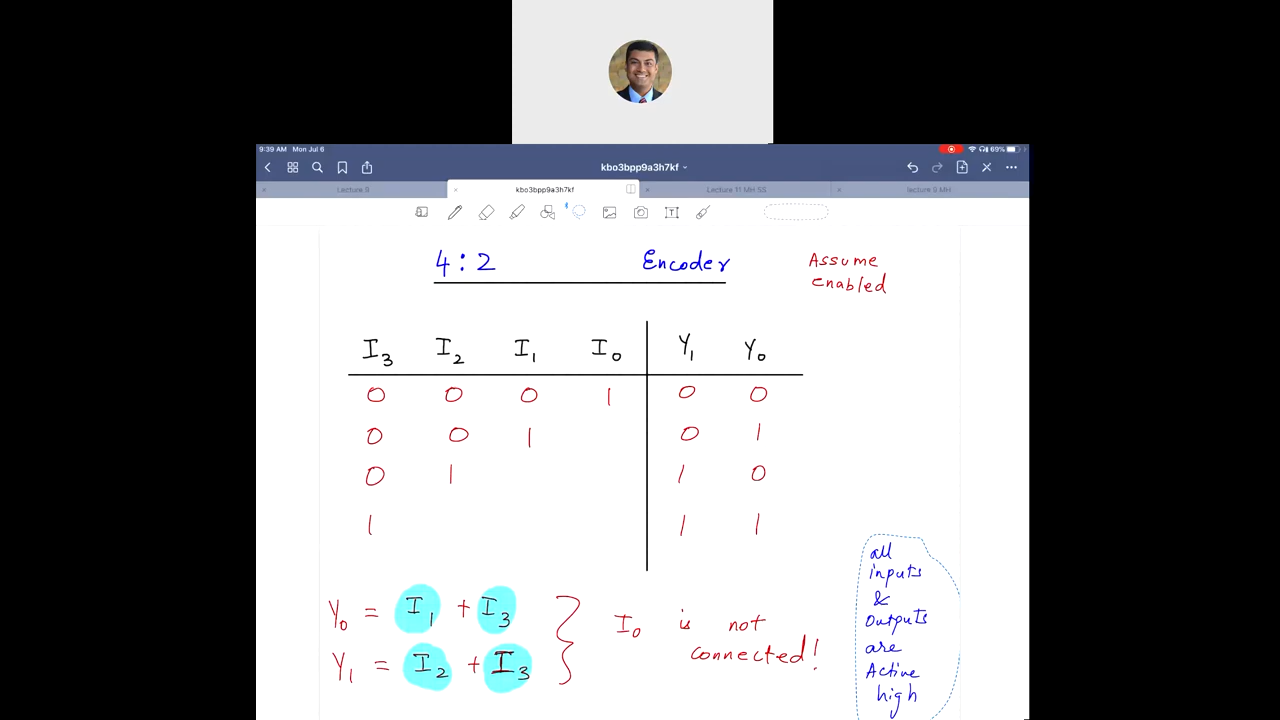 9:39 AM Mon Jul 6
69%
kbo3bpp9a3h7kf
Lecture 8
kbo3bpp9a3h7kf
Lecture 11 MH SS
lecture 9 MH
4 : 2 Encoder
Assume
enabled
I3 I2 I1 I0 Y1 Y0
0 0 0 1 0 0
0 0 1 0 1
0 1 1 0
1 1 1
Y0 = I1 + I3
Y1 = I2 + I3
I0 is not
connected!
all
inputs
&
Outputs
are
Active
high